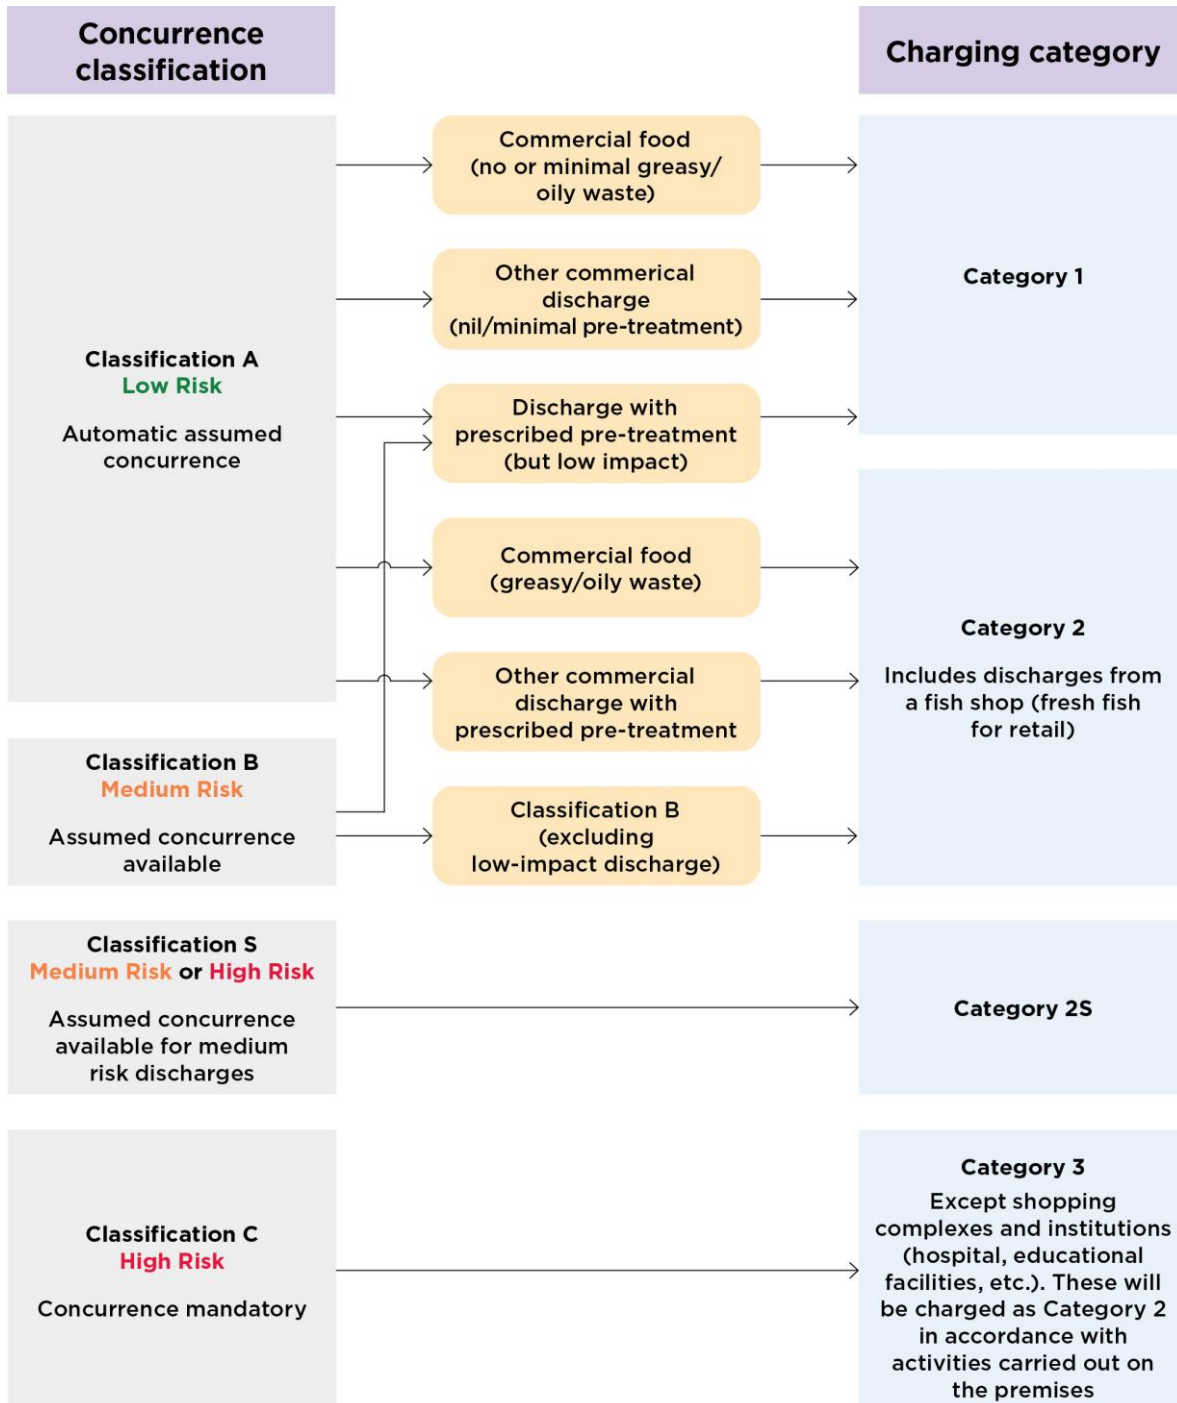 Concurrence
classification
Charging category
Classification A
Low Risk
Automatic assumed
concurrence
Commercial food
(no or minimal greasy/
oily waste)
Other commerical
discharge
(nil/minimal pre-treatment)
Discharge with
prescribed pre-treatment
(but low impact)
Commercial food
(greasy/oily waste)
Other commercial
discharge with
prescribed pre-treatment
Category 1
Category 2
Includes discharges from
a fish shop (fresh fish
for retail)
Classification B
Medium Risk
Assumed concurrence
available
Classification B
(excluding
low-impact discharge)
Classification S
Medium Risk or High Risk
Assumed concurrence
available for medium
risk discharges
Category 2S
Classification C
High Risk
Concurrence mandatory
Category 3
Except shopping
complexes and institutions
(hospital, educational
facilities, etc.). These will
be charged as Category 2
in accordance with
activities carried out on
the premises